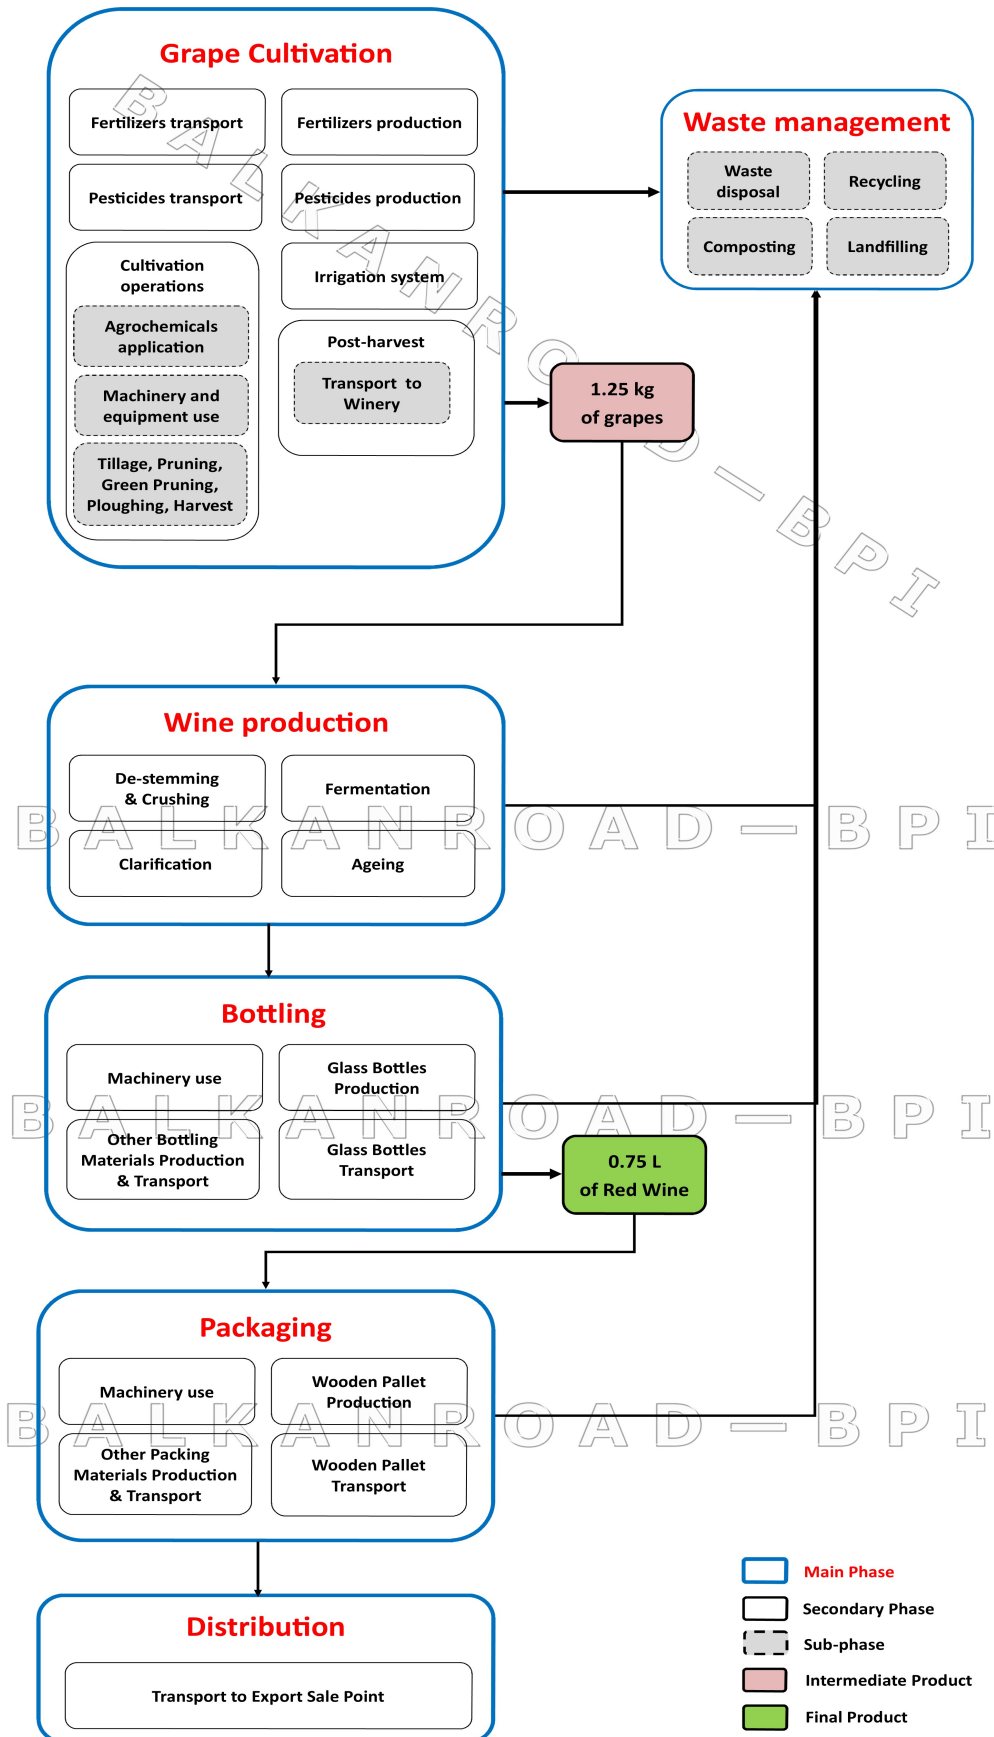 Grape Cultivation
Fertilizers transport
Fertilizers production
Pesticides transport
Pesticides production
Cultivation
operations
Agrochemicals
application
Machinery and
equipment use
Tillage, Pruning,
Green Pruning,
Ploughing, Harvest
Irrigation system
Post-harvest
Transport to
Winery
Waste management
Waste
disposal
Recycling
Composting
Landfilling
1.25 kg
of grapes
BALKANROAD—BPI
Wine production
De-stemming
& Crushing
Fermentation
Clarification
Ageing
BALKANROAD—BPI
Bottling
Machinery use
Glass Bottles
Production
Other Bottling
Materials Production
& Transport
Glass Bottles
Transport
BALKANROAD—BPI
0.75 L
of Red Wine
Packaging
Machinery use
Wooden Pallet
Production
Other Packing
Materials Production
& Transport
Wooden Pallet
Transport
BALKANROAD—BPI
Distribution
Transport to Export Sale Point
Main Phase
Secondary Phase
Sub-phase
Intermediate Product
Final Product